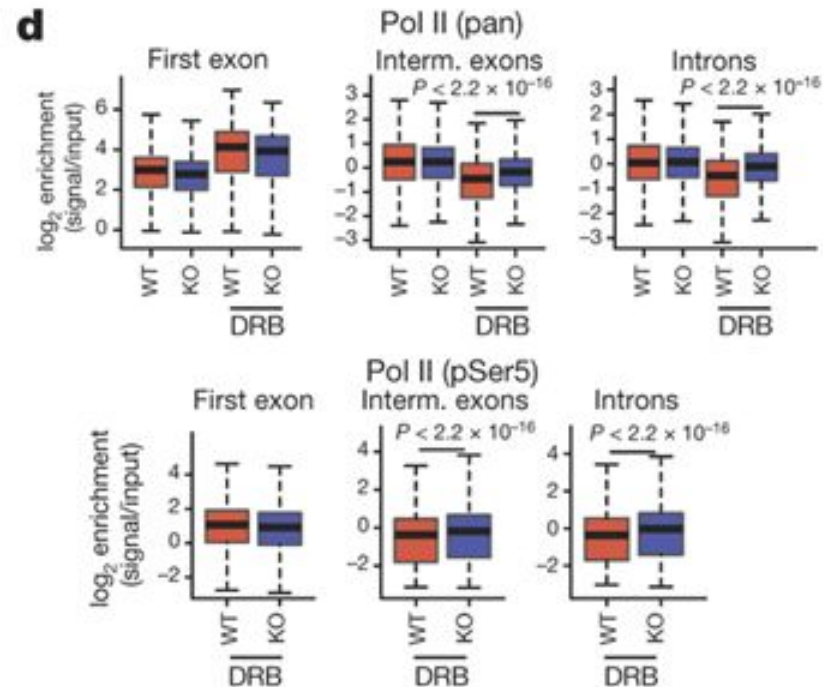 d
Pol II (pan)
First exon
Interm. exons
Introns
P < 2.2 × 10⁻¹⁶
P < 2.2 × 10⁻¹⁶
log₂ enrichment
(signal/input)
6
4
2
0
3
2
1
0
–1
–2
–3
3
2
1
0
–1
–2
–3
WT
KO
WT
KO
WT
KO
WT
KO
WT
KO
WT
KO
DRB
DRB
DRB
Pol II (pSer5)
First exon
Interm. exons
Introns
P < 2.2 × 10⁻¹⁶
P < 2.2 × 10⁻¹⁶
log₂ enrichment
(signal/input)
4
2
0
–2
4
2
0
–2
4
2
0
–2
WT
KO
WT
KO
WT
KO
DRB
DRB
DRB